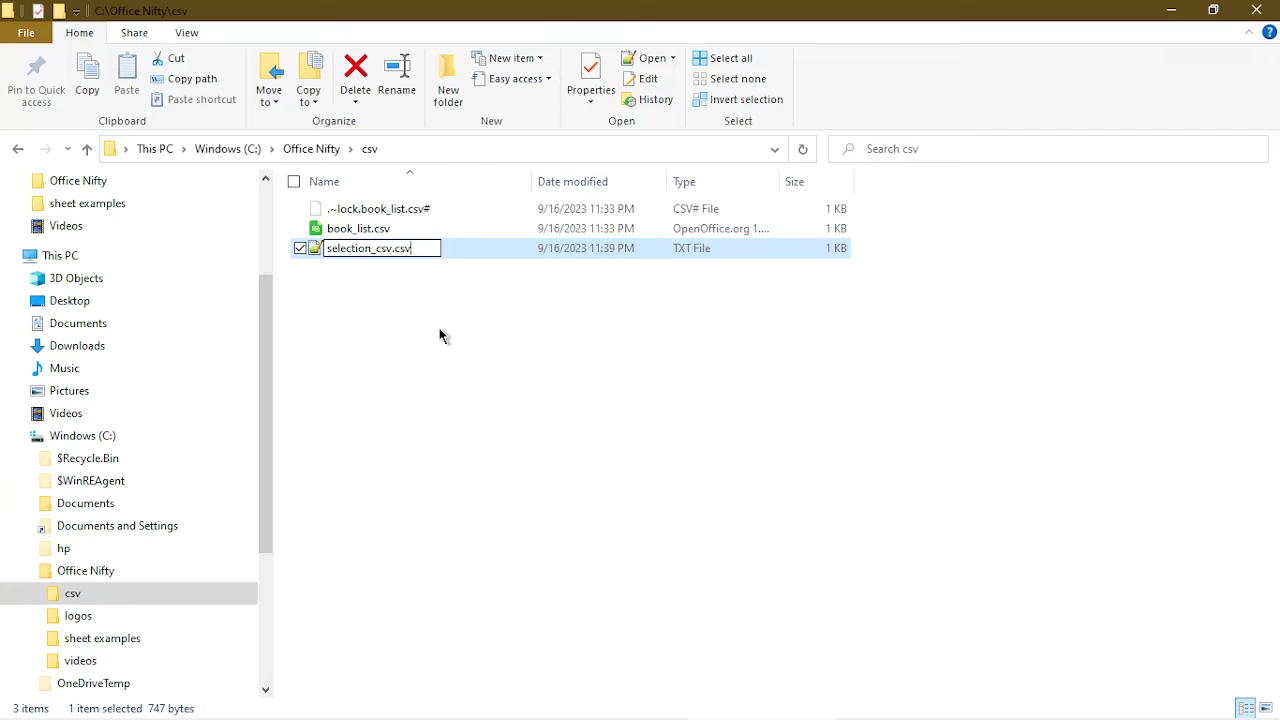 C:\Office Nifty\csv
File Home Share View
Pin to Quick access
Copy
Paste
Cut
Copy path
Paste shortcut
Clipboard
Move to
Copy to
Delete
Rename
Organize
New folder
New item
Easy access
New
Properties
Open
Edit
History
Open
Select all
Select none
Invert selection
Select
This PC Windows (C:) Office Nifty csv
Search csv
Name Date modified Type Size
.~lock.book_list.csv# 9/16/2023 11:33 PM CSV# File 1 KB
book_list.csv 9/16/2023 11:33 PM OpenOffice.org 1.... 1 KB
selection_csv.csv 9/16/2023 11:39 PM TXT File 1 KB
Office Nifty
sheet examples
Videos
This PC
3D Objects
Desktop
Documents
Downloads
Music
Pictures
Videos
Windows (C:)
$Recycle.Bin
$WinREAgent
Documents
Documents and Settings
hp
Office Nifty
csv
logos
sheet examples
videos
OneDriveTemp
3 items 1 item selected 747 bytes